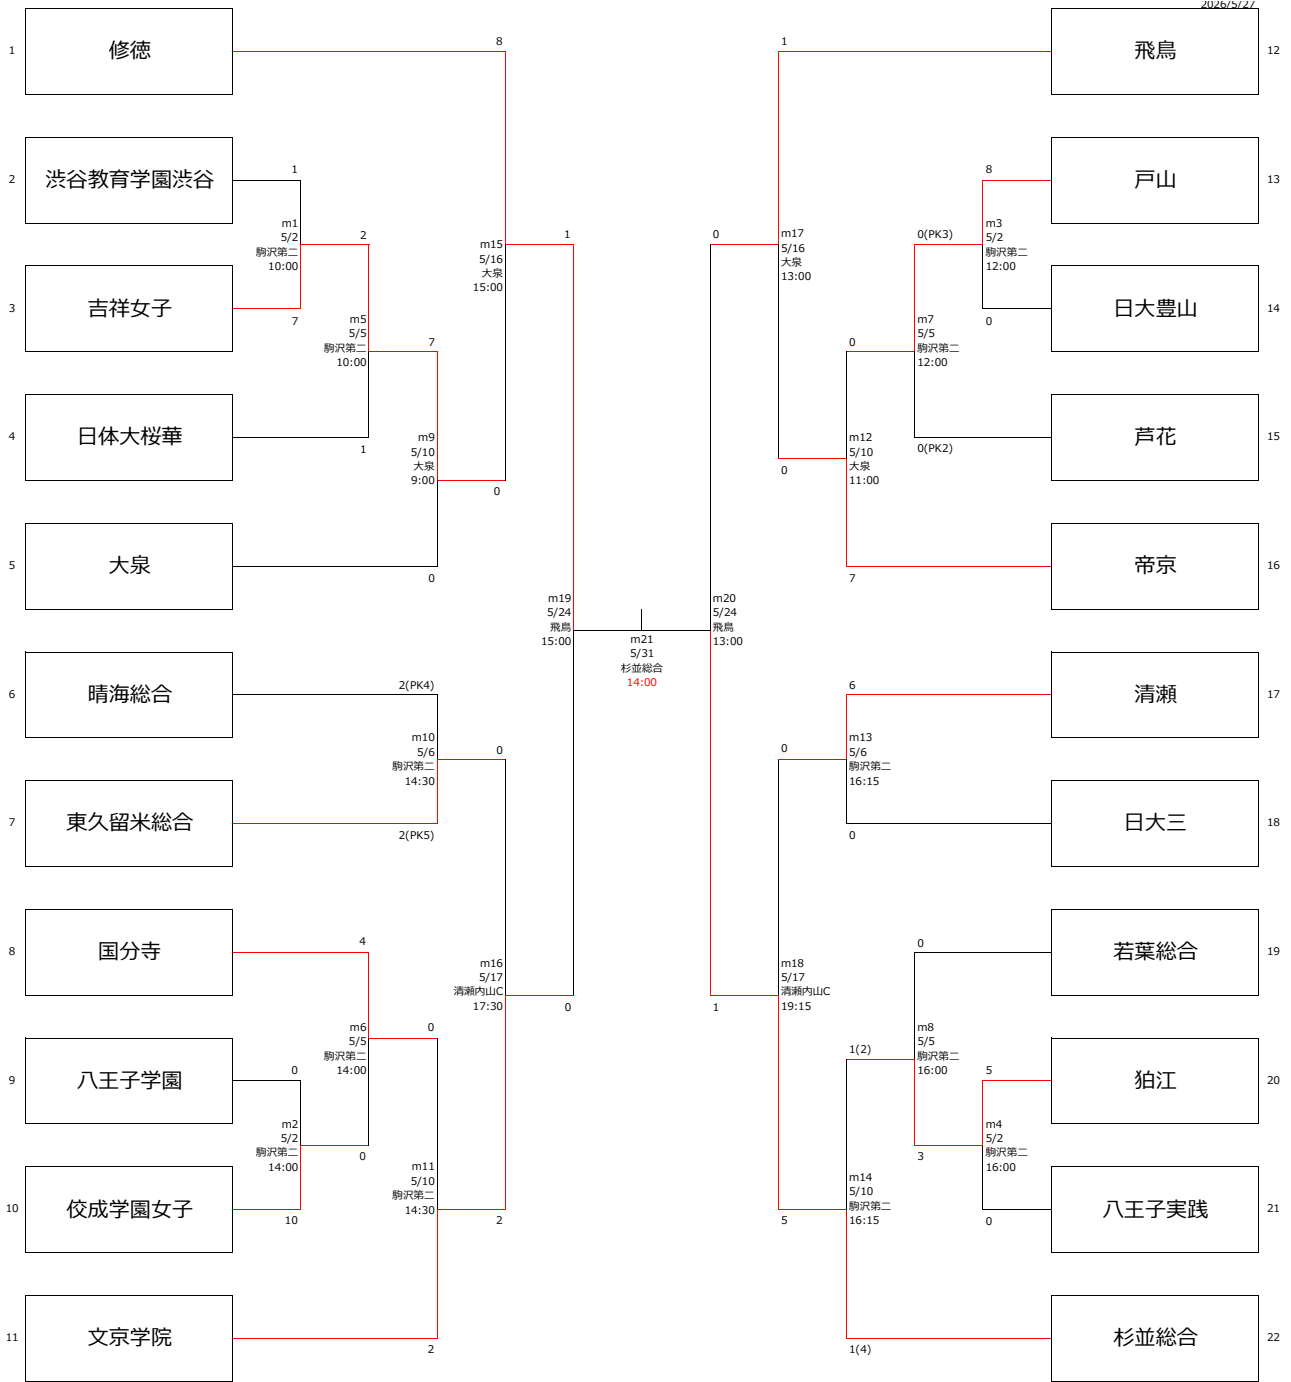 2026/5/27
1
修徳
8
2
渋谷教育学園渋谷
1
m1
5/2
駒沢第二
10:00
2
3
吉祥女子
7
m5
5/5
駒沢第二
10:00
7
4
日体大桜華
1
m9
5/10
大泉
9:00
0
5
大泉
0
m15
5/16
大泉
15:00
1
m19
5/24
飛鳥
15:00
6
晴海総合
2(PK4)
m10
5/6
駒沢第二
14:30
0
7
東久留米総合
2(PK5)
8
国分寺
4
m16
5/17
清瀬内山C
17:30
0
m6
5/5
駒沢第二
14:00
0
9
八王子学園
0
m2
5/2
駒沢第二
14:00
0
10
佼成学園女子
10
m11
5/10
駒沢第二
14:30
2
11
文京学院
2
m21
5/31
杉並総合
14:00
1
飛鳥
12
0
m17
5/16
大泉
13:00
8
戸山
13
0(PK3)
m3
5/2
駒沢第二
12:00
0
日大豊山
14
0
m7
5/5
駒沢第二
12:00
0(PK2)
芦花
15
m12
5/10
大泉
11:00
0
7
帝京
16
m20
5/24
飛鳥
13:00
6
清瀬
17
0
m13
5/6
駒沢第二
16:15
0
日大三
18
0
若葉総合
19
m18
5/17
清瀬内山C
19:15
1
m8
5/5
駒沢第二
16:00
1(2)
5
狛江
20
m4
5/2
駒沢第二
16:00
3
m14
5/10
駒沢第二
16:15
5
0
八王子実践
21
1(4)
杉並総合
22